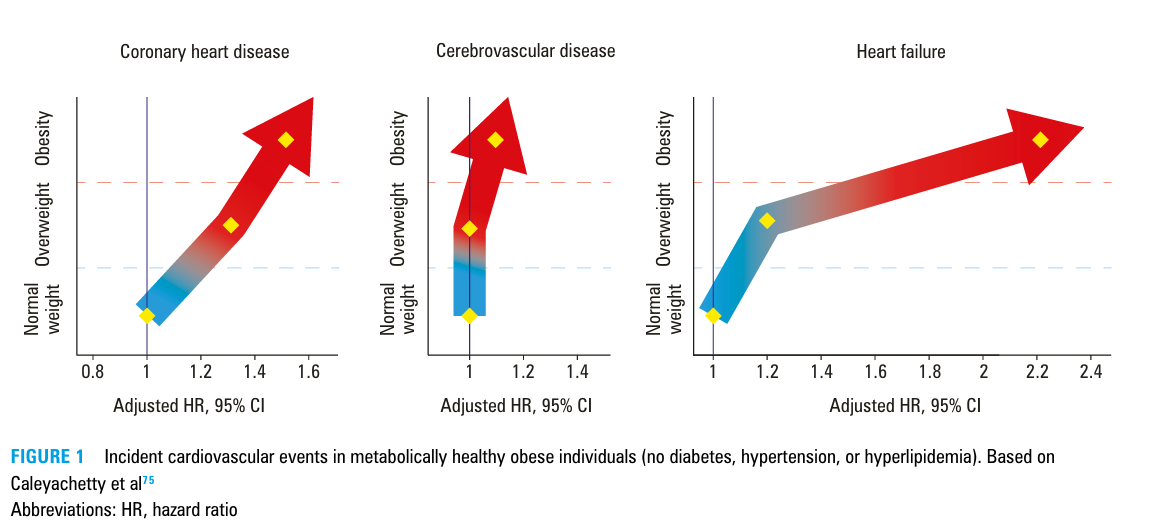 Coronary heart disease
Obesity
Overweight
Normal
weight
0.8 1 1.2 1.4 1.6
Adjusted HR, 95% CI
Cerebrovascular disease
Obesity
Overweight
Normal
weight
1 1.2 1.4
Adjusted HR, 95% CI
Heart failure
Obesity
Overweight
Normal
weight
1 1.2 1.4 1.6 1.8 2 2.2 2.4
Adjusted HR, 95% CI
FIGURE 1 Incident cardiovascular events in metabolically healthy obese individuals (no diabetes, hypertension, or hyperlipidemia). Based on
Caleyachetty et al75
Abbreviations: HR, hazard ratio